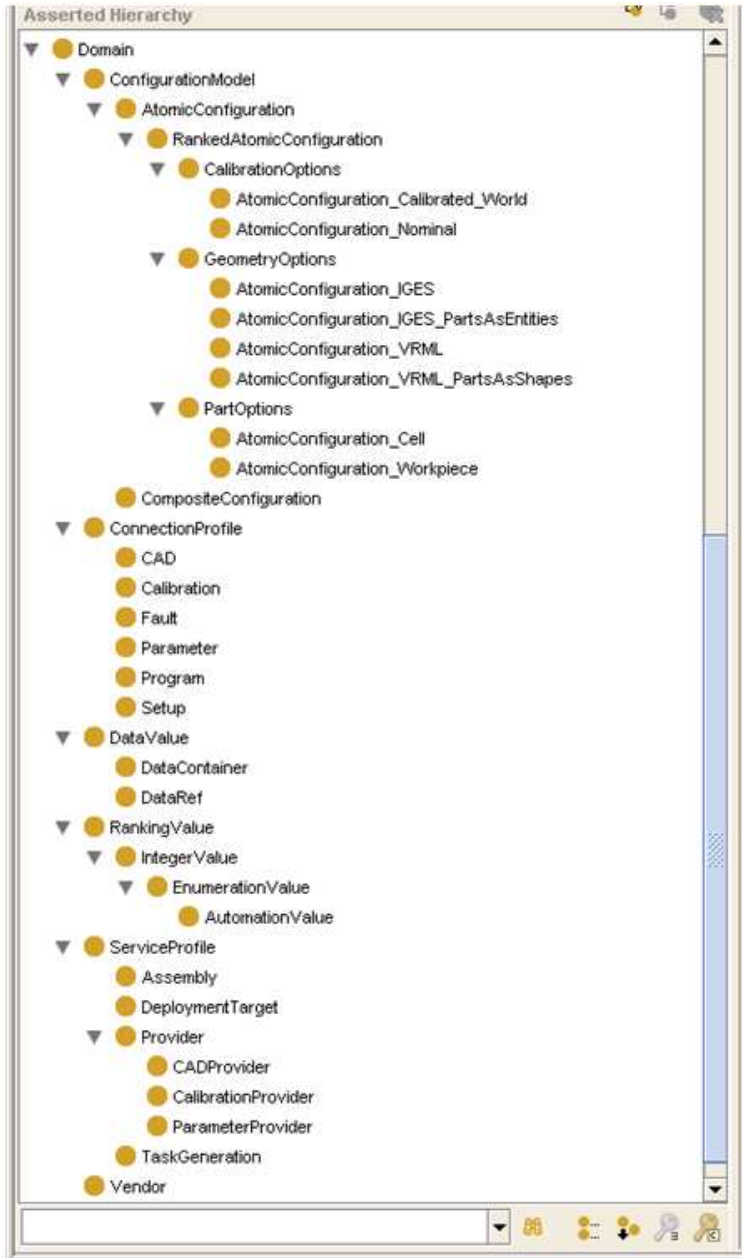 Asserted Hierarchy
Domain
ConfigurationModel
AtomicConfiguration
RankedAtomicConfiguration
CalibrationOptions
AtomicConfiguration_Calibrated_World
AtomicConfiguration_Nominal
GeometryOptions
AtomicConfiguration_IGES
AtomicConfiguration_IGES_PartsAsEntities
AtomicConfiguration_VRML
AtomicConfiguration_VRML_PartsAsShapes
PartOptions
AtomicConfiguration_Cell
AtomicConfiguration_Workpiece
CompositeConfiguration
ConnectionProfile
CAD
Calibration
Fault
Parameter
Program
Setup
DataValue
DataContainer
DataRef
RankingValue
IntegerValue
EnumerationValue
AutomationValue
ServiceProfile
Assembly
DeploymentTarget
Provider
CADProvider
CalibrationProvider
ParameterProvider
TaskGeneration
Vendor